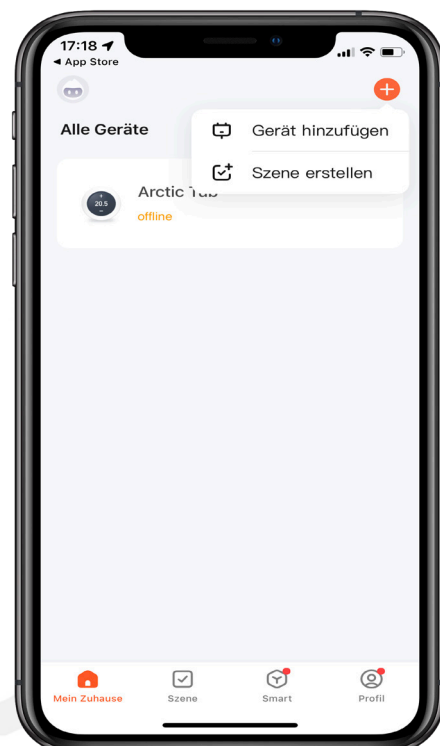 17:18
◀ App Store
Alle Geräte
Gerät hinzufügen
Szene erstellen
Arctic Tub
offline
20.5
Mein Zuhause
Szene
Smart
Profil